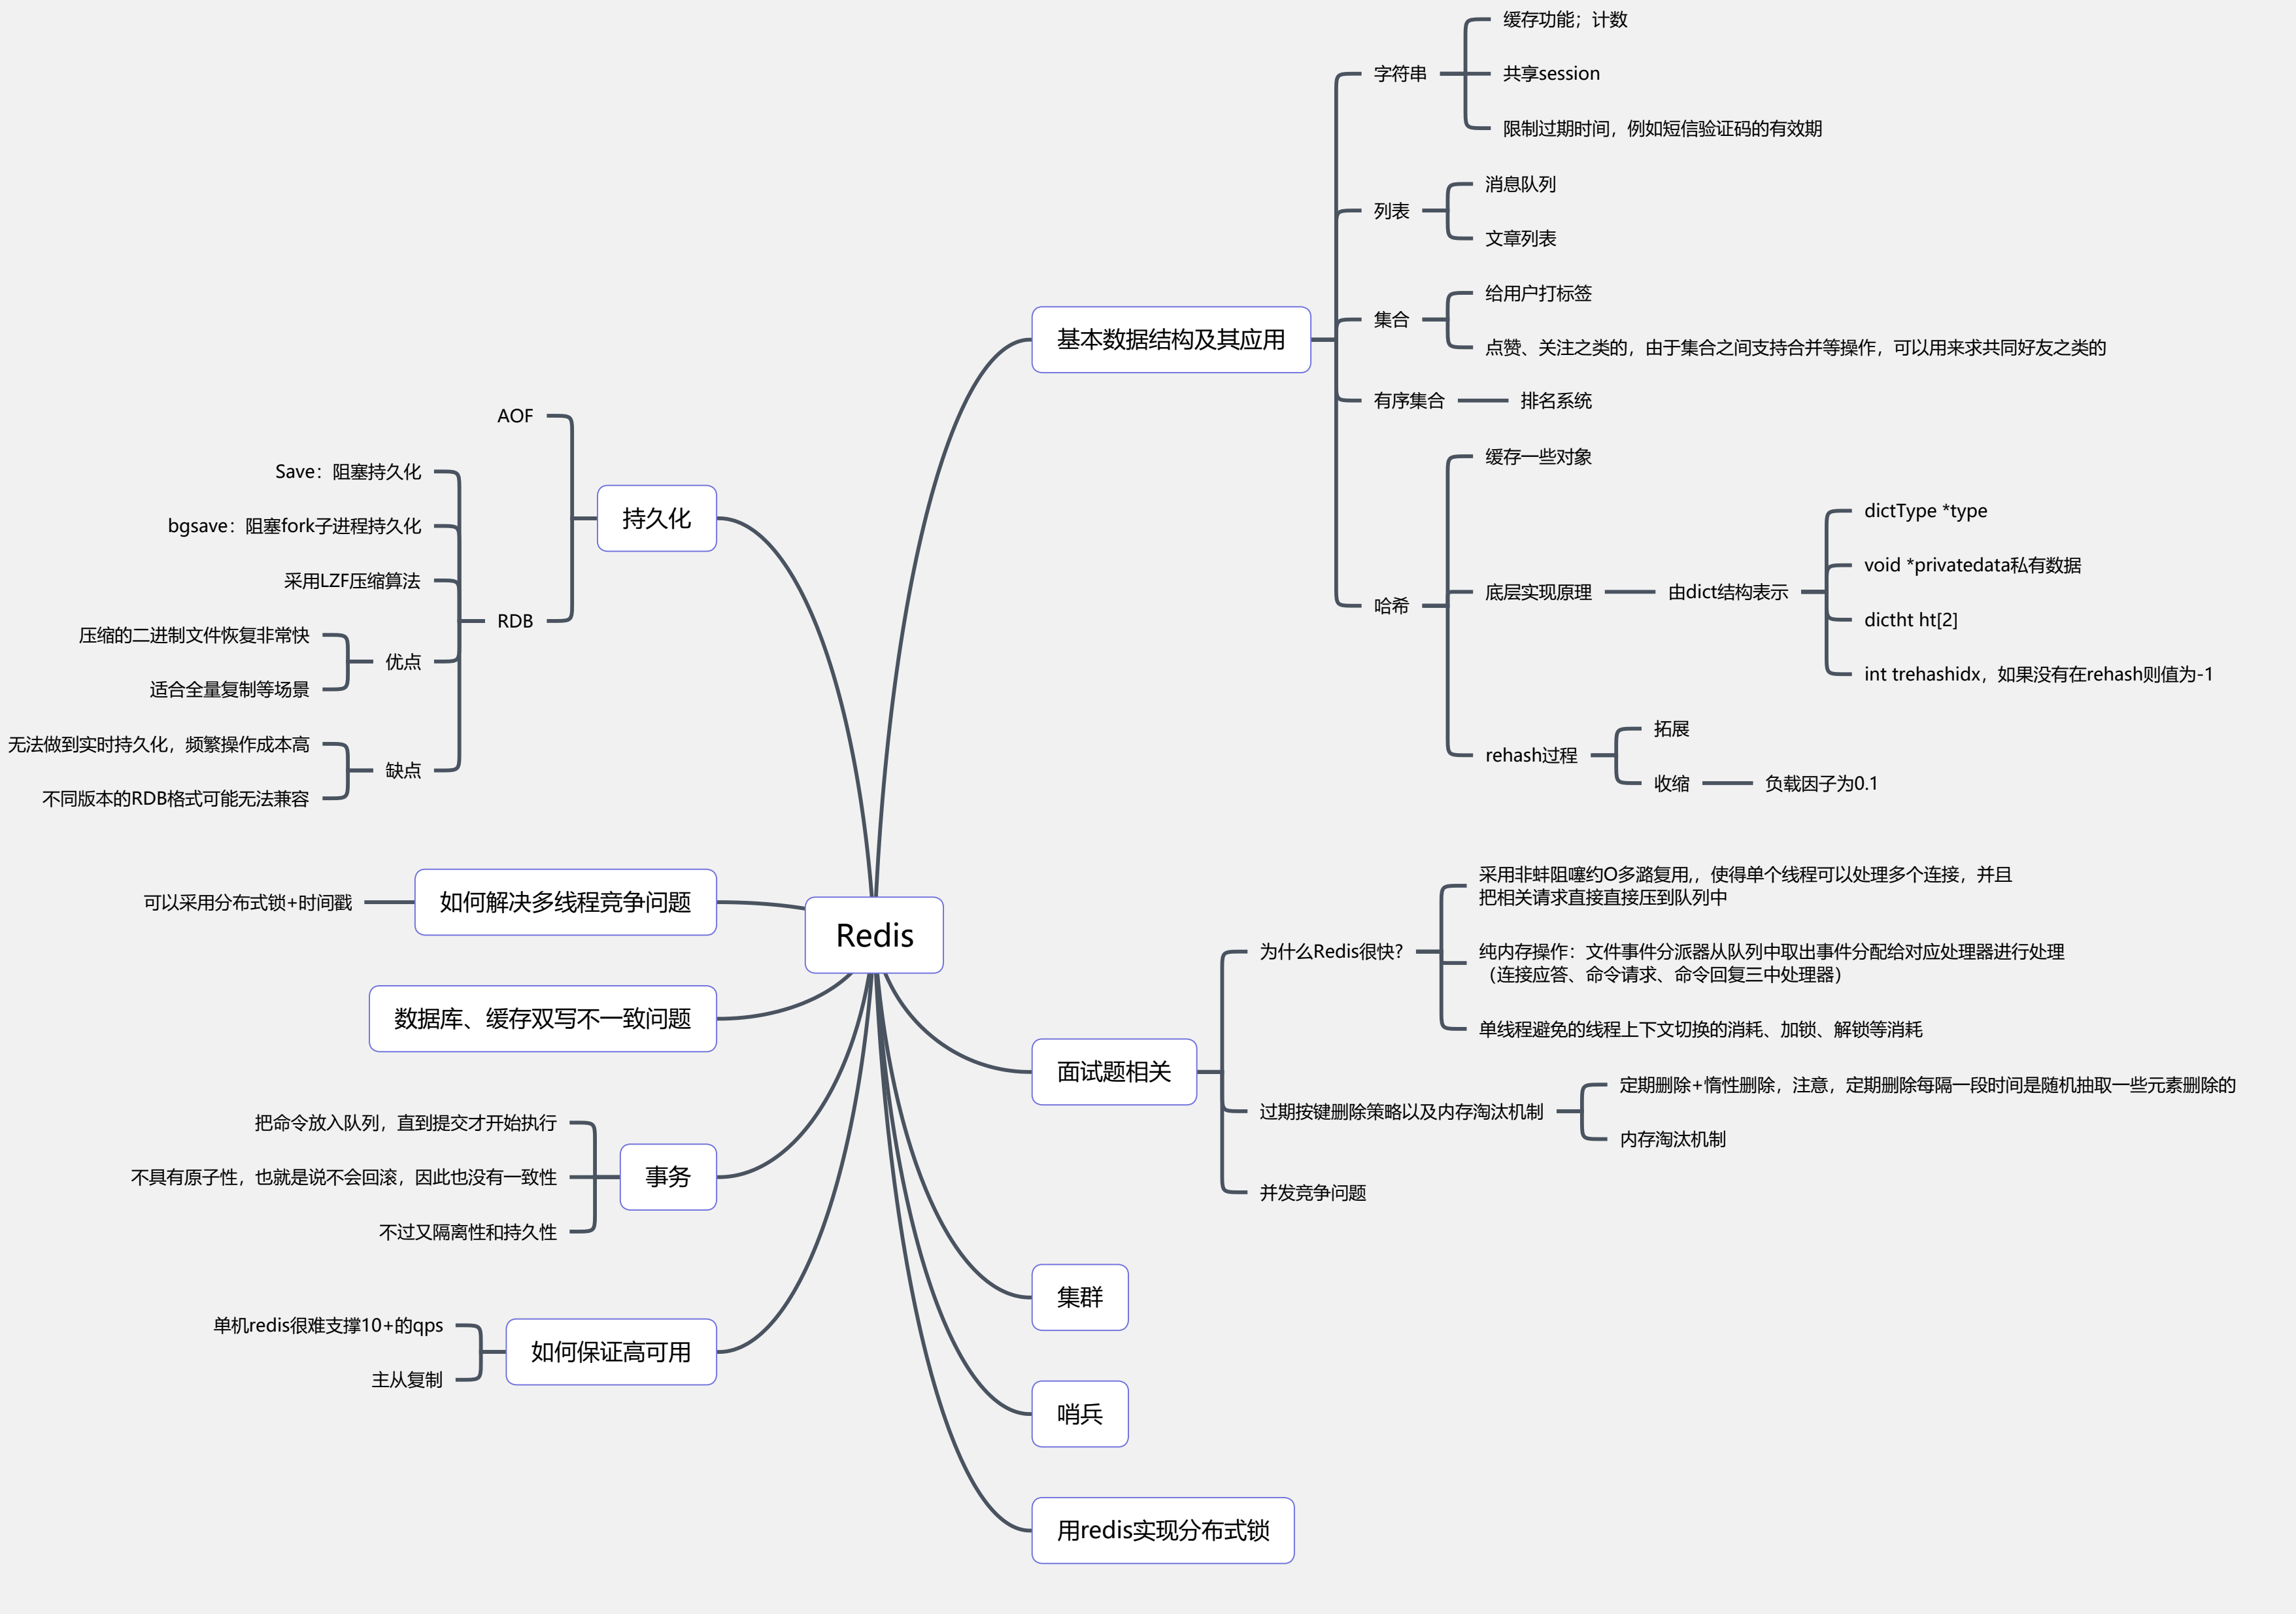 Redis
基本数据结构及其应用
字符串
缓存功能；计数
共享session
限制过期时间，例如短信验证码的有效期
列表
消息队列
文章列表
集合
给用户打标签
点赞、关注之类的，由于集合之间支持合并等操作，可以用来求共同好友之类的
有序集合
排名系统
哈希
缓存一些对象
底层实现原理
由dict结构表示
dictType *type
void *privatedata私有数据
dictht ht[2]
int trehashidx，如果没有在rehash则值为-1
rehash过程
拓展
收缩
负载因子为0.1
面试题相关
为什么Redis很快?
采用非蚌阻噻约O多潞复用,，使得单个线程可以处理多个连接，并且
把相关请求直接直接压到队列中
纯内存操作：文件事件分派器从队列中取出事件分配给对应处理器进行处理
（连接应答、命令请求、命令回复三中处理器）
单线程避免的线程上下文切换的消耗、加锁、解锁等消耗
过期按键删除策略以及内存淘汰机制
定期删除+惰性删除，注意，定期删除每隔一段时间是随机抽取一些元素删除的
内存淘汰机制
并发竞争问题
集群
哨兵
用redis实现分布式锁
持久化
AOF
RDB
Save：阻塞持久化
bgsave：阻塞fork子进程持久化
采用LZF压缩算法
优点
压缩的二进制文件恢复非常快
适合全量复制等场景
缺点
无法做到实时持久化，频繁操作成本高
不同版本的RDB格式可能无法兼容
如何解决多线程竞争问题
可以采用分布式锁+时间戳
数据库、缓存双写不一致问题
事务
把命令放入队列，直到提交才开始执行
不具有原子性，也就是说不会回滚，因此也没有一致性
不过又隔离性和持久性
如何保证高可用
单机redis很难支撑10+的qps
主从复制